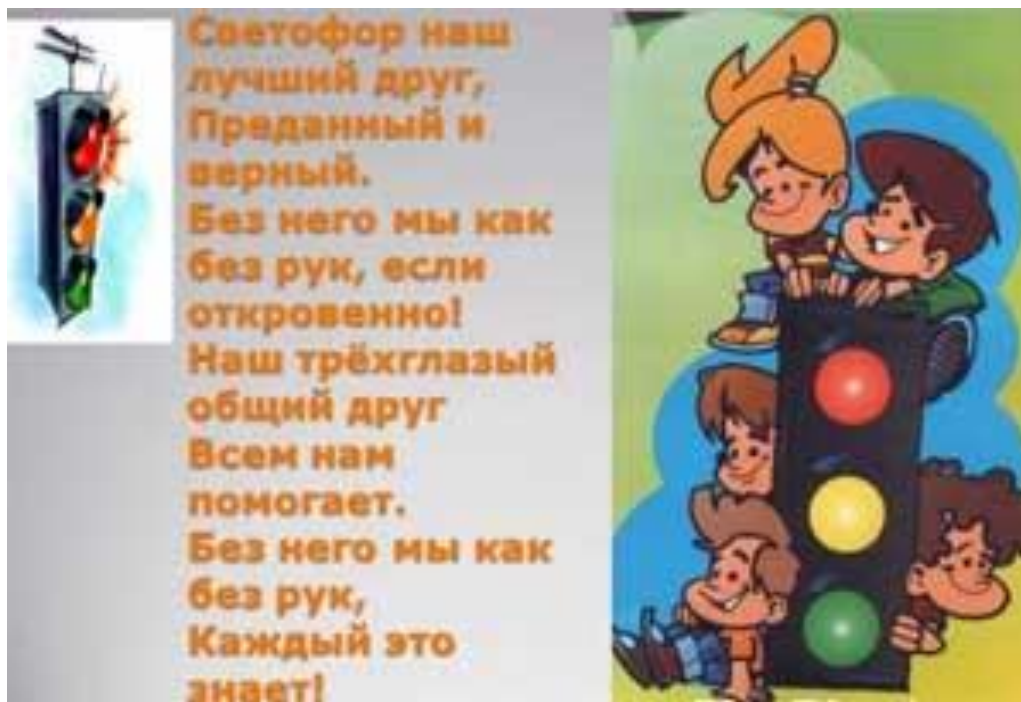 Светофор наш
лучший друг,
Преданный и
верный.
Без него мы как
без рук, если
откровенно!
Наш трёхглазый
общий друг
Всем нам
помогает.
Без него мы как
без рук,
Каждый это
знает!